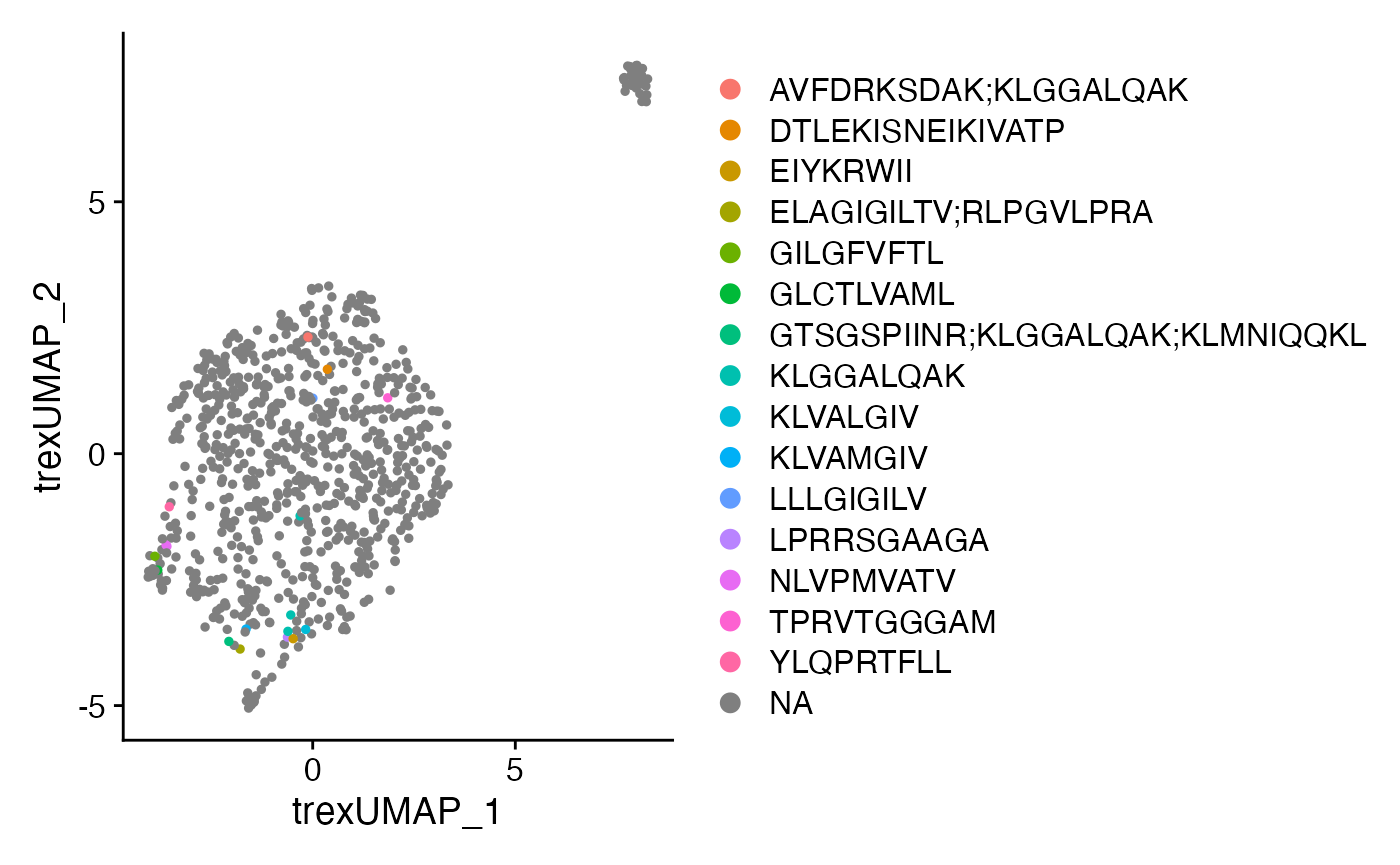 trexUMAP_2
5
0
-5
0
5
trexUMAP_1
AVFDRKSDAK;KLGGALQAK
DTLEKISNEIKIVATP
EIYKRWII
ELAGIGILTV;RLPGVLPRA
GILGFVFTL
GLCTLVAML
GTSGSPIINR;KLGGALQAK;KLMNIQQKL
KLGGALQAK
KLVALGIV
KLVAMGIV
LLLGIGILV
LPRRSGAAGA
NLVPMVATV
TPRVTGGGAM
YLQPRTFLL
NA